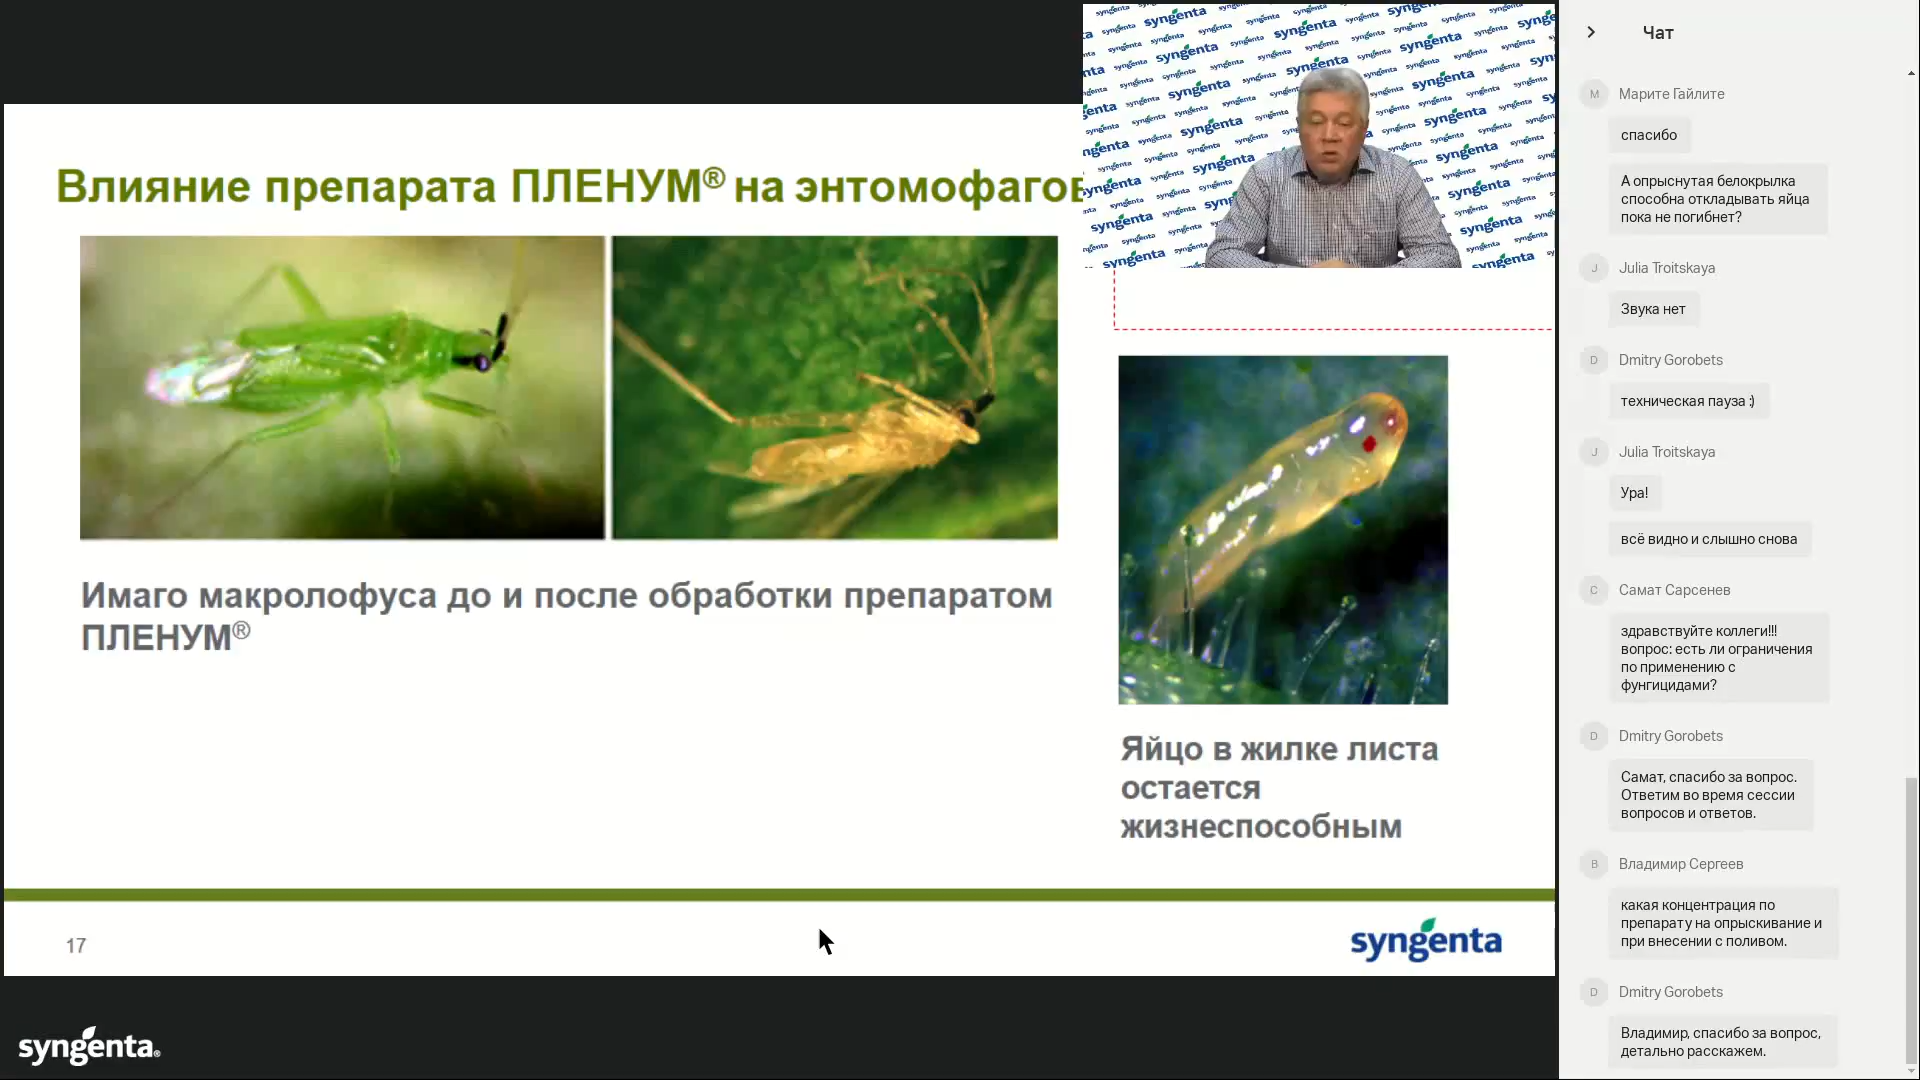 Влияние препарата ПЛЕНУМ® на энтомофагов
Имаго макролофуса до и после обработки препаратом
ПЛЕНУМ®
Яйцо в жилке листа
остается
жизнеспособным
17
syngenta
syngenta
Чат
М Марите Гайлите
спасибо
А опрыснутая белокрылка
способна откладывать яйца
пока не погибнет?
J Julia Troitskaya
Звука нет
D Dmitry Gorobets
техническая пауза :)
J Julia Troitskaya
Ура!
всё видно и слышно снова
С Самат Сарсенев
здравствуйте коллеги!!!
вопрос: есть ли ограничения
по применению с
фунгицидами?
D Dmitry Gorobets
Самат, спасибо за вопрос.
Ответим во время сессии
вопросов и ответов.
В Владимир Сергеев
какая концентрация по
препарату на опрыскивание и
при внесении с поливом.
D Dmitry Gorobets
Владимир, спасибо за вопрос,
детально расскажем.